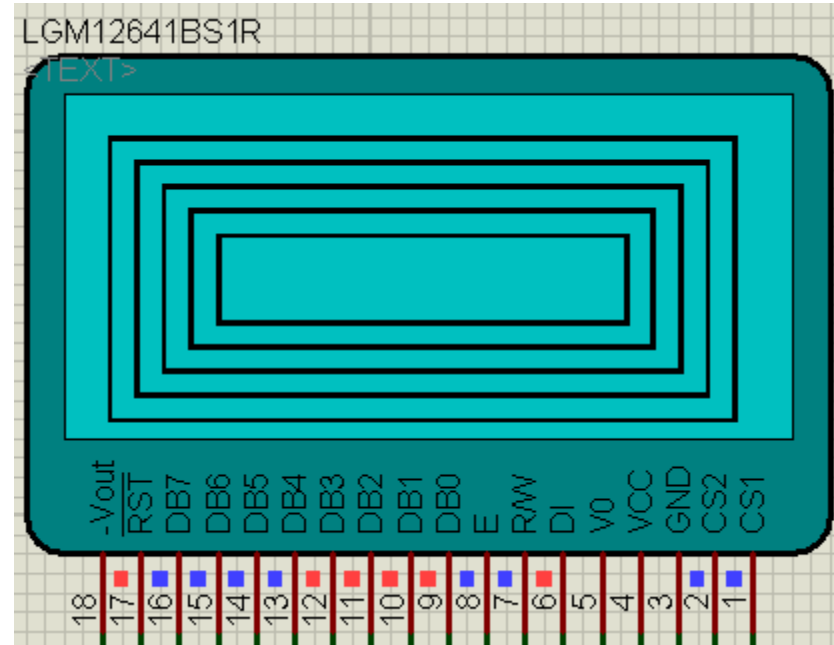 LGM12641BS1R
<TEXT>
-Vout RST DB7 DB6 DB5 DB4 DB3 DB2 DB1 DB0 E R/W DI V0 VCC GND CS2 CS1
18 17 16 15 14 13 12 11 10 9 8 7 6 5 4 3 2 1